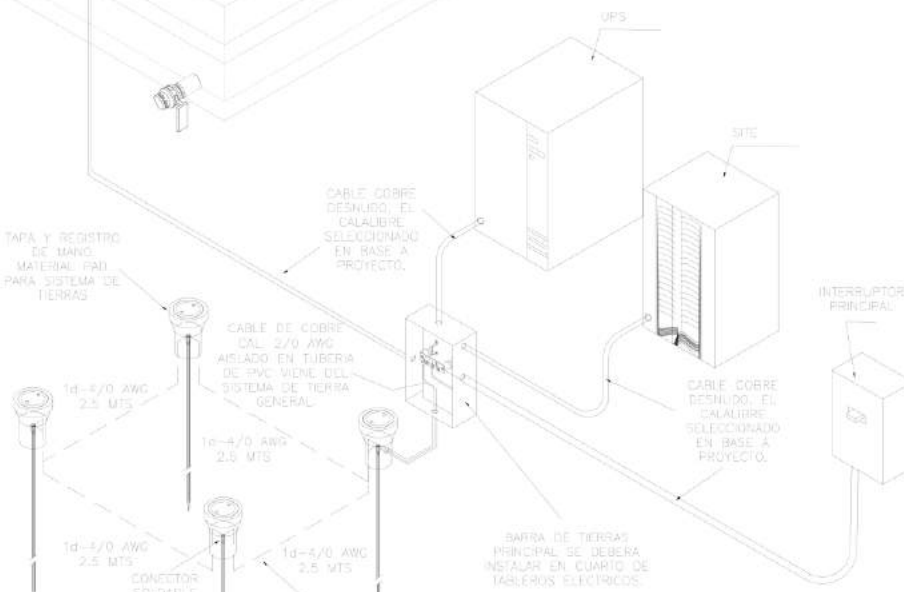 UPS
SITE
CABLE COBRE
DESNUDO, EL
CALALIBRE
SELECCIONADO
EN BASE A
PROYECTO.
TAPA Y REGISTRO
DE MANO.
MATERIAL PAD
PARA SISTEMA DE
TIERRAS
INTERRUPTOR
PRINCIPAL
CABLE DE COBRE
CAL. 2/0 AWG
AISLADO EN TUBERIA
DE PVC VIENE DEL
SISTEMA DE TIERRA
GENERAL
1d-4/0 AWG
2.5 MTS
CABLE COBRE
DESNUDO, EL
CALALIBRE
SELECCIONADO
EN BASE A
PROYECTO.
1d-4/0 AWG
2.5 MTS
BARRA DE TIERRAS
PRINCIPAL SE DEBERA
INSTALAR EN CUARTO DE
TABLEROS ELECTRICOS.
1d-4/0 AWG
2.5 MTS
1d-4/0 AWG
2.5 MTS
CONECTOR